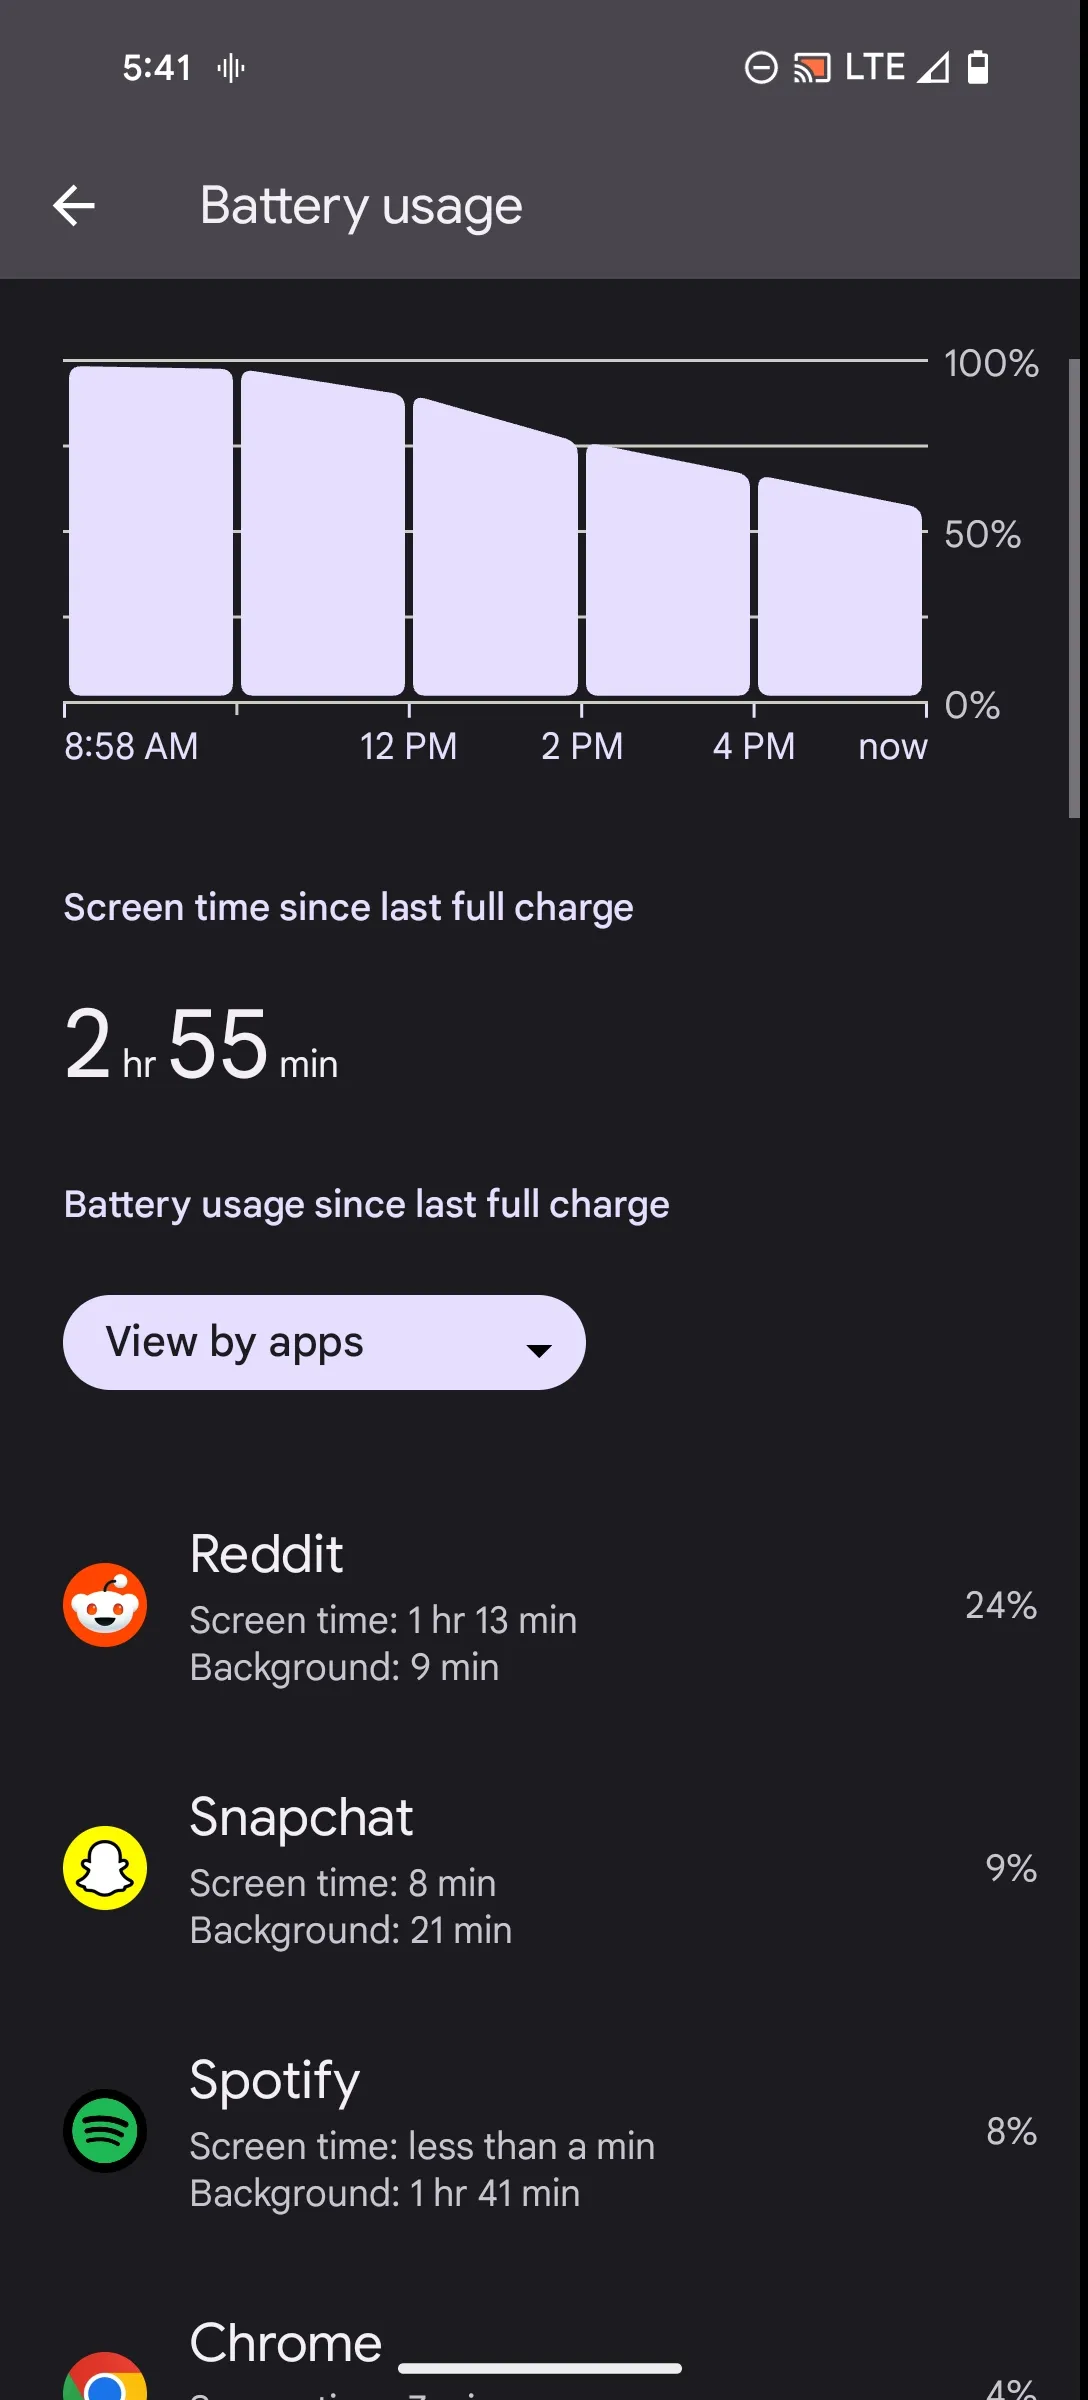 5:41 LTE
Battery usage
100%
50%
0%
8:58 AM 12 PM 2 PM 4 PM now
Screen time since last full charge
2 hr 55 min
Battery usage since last full charge
View by apps
Reddit
Screen time: 1 hr 13 min
Background: 9 min
24%
Snapchat
Screen time: 8 min
Background: 21 min
9%
Spotify
Screen time: less than a min
Background: 1 hr 41 min
8%
Chrome
4%